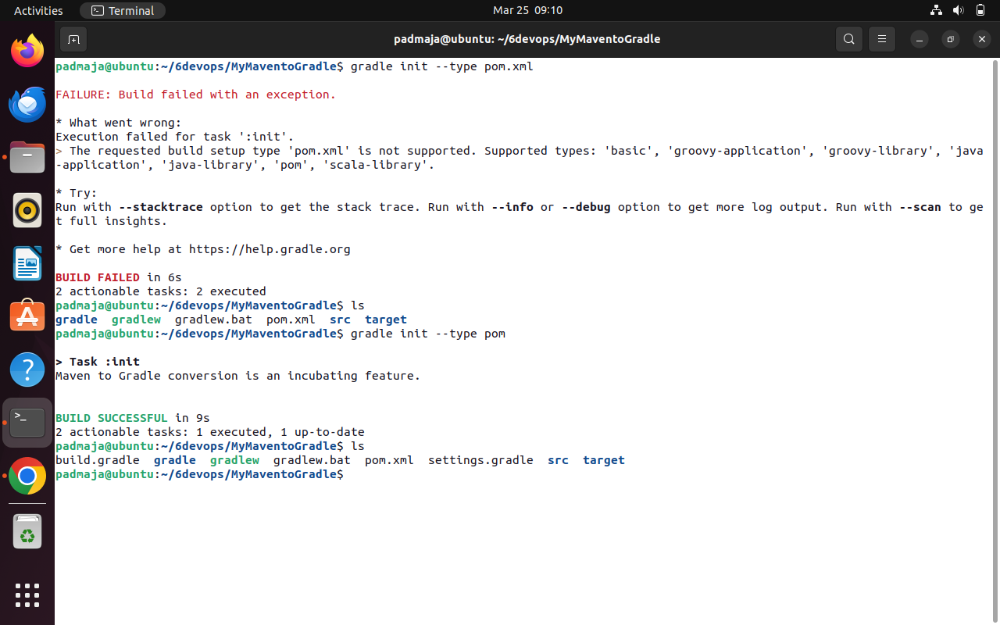 Activities
Terminal
Mar 25 09:10
padmaja@ubuntu: ~/6devops/MyMaventoGradle
padmaja@ubuntu:~/6devops/MyMaventoGradle$ gradle init --type pom.xml
FAILURE: Build failed with an exception.
* What went wrong:
Execution failed for task ':init'.
> The requested build setup type 'pom.xml' is not supported. Supported types: 'basic', 'groovy-application', 'groovy-library', 'java
-application', 'java-library', 'pom', 'scala-library'.
* Try:
Run with --stacktrace option to get the stack trace. Run with --info or --debug option to get more log output. Run with --scan to ge
t full insights.
* Get more help at https://help.gradle.org
BUILD FAILED in 6s
2 actionable tasks: 2 executed
padmaja@ubuntu:~/6devops/MyMaventoGradle$ ls
gradle  gradlew  gradlew.bat  pom.xml  src  target
padmaja@ubuntu:~/6devops/MyMaventoGradle$ gradle init --type pom
> Task :init
Maven to Gradle conversion is an incubating feature.
BUILD SUCCESSFUL in 9s
2 actionable tasks: 1 executed, 1 up-to-date
padmaja@ubuntu:~/6devops/MyMaventoGradle$ ls
build.gradle  gradle  gradlew  gradlew.bat  pom.xml  settings.gradle  src  target
padmaja@ubuntu:~/6devops/MyMaventoGradle$